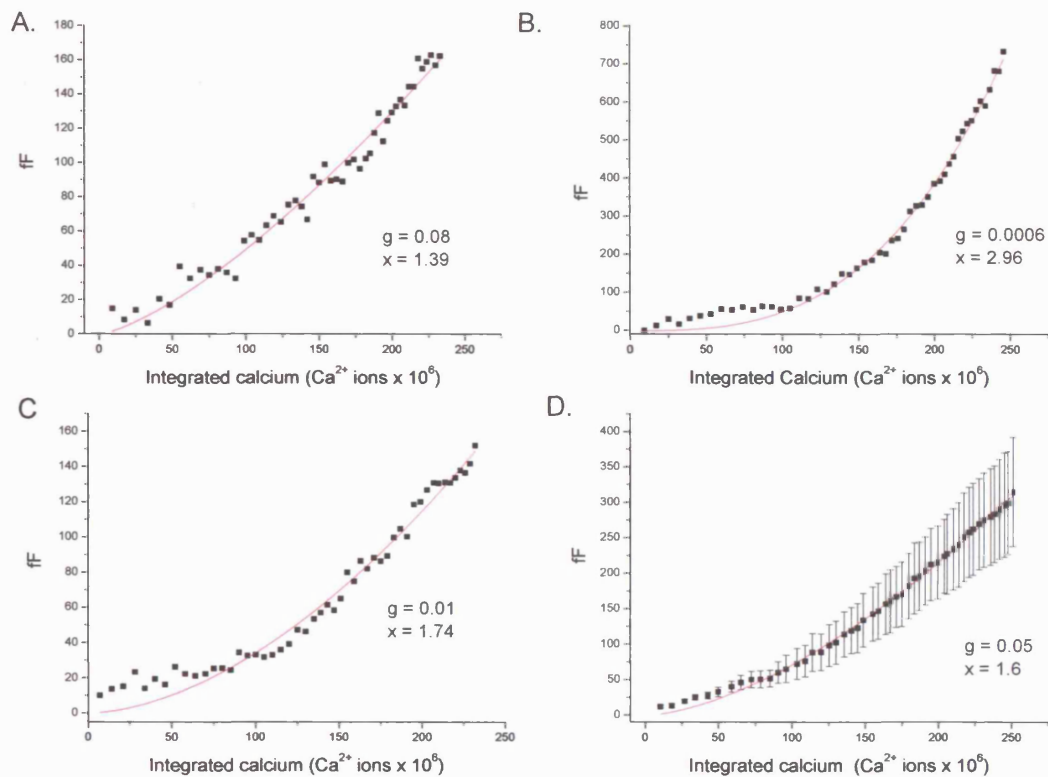 A.
180
160
140
120
100
80
60
40
20
0
fF
g = 0.08
x = 1.39
0 50 100 150 200 250
Integrated calcium (Ca²⁺ ions x 10⁶)
B.
800
700
600
500
400
300
200
100
0
fF
g = 0.0006
x = 2.96
0 50 100 150 200 250
Integrated Calcium (Ca²⁺ ions x 10⁶)
C
160
140
120
100
80
60
40
20
0
fF
g = 0.01
x = 1.74
0 50 100 150 200 250
Integrated calcium (Ca²⁺ ions x 10⁶)
D.
400
350
300
250
200
150
100
50
0
fF
g = 0.05
x = 1.6
0 50 100 150 200 250
Integrated calcium (Ca²⁺ ions x 10⁶)